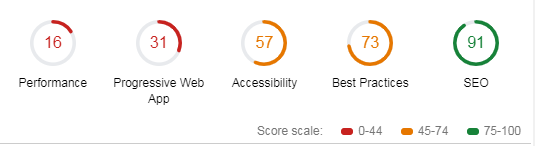 16 31 57 73 91
Performance Progressive Web App Accessibility Best Practices SEO
Score scale: 0-44 45-74 75-100